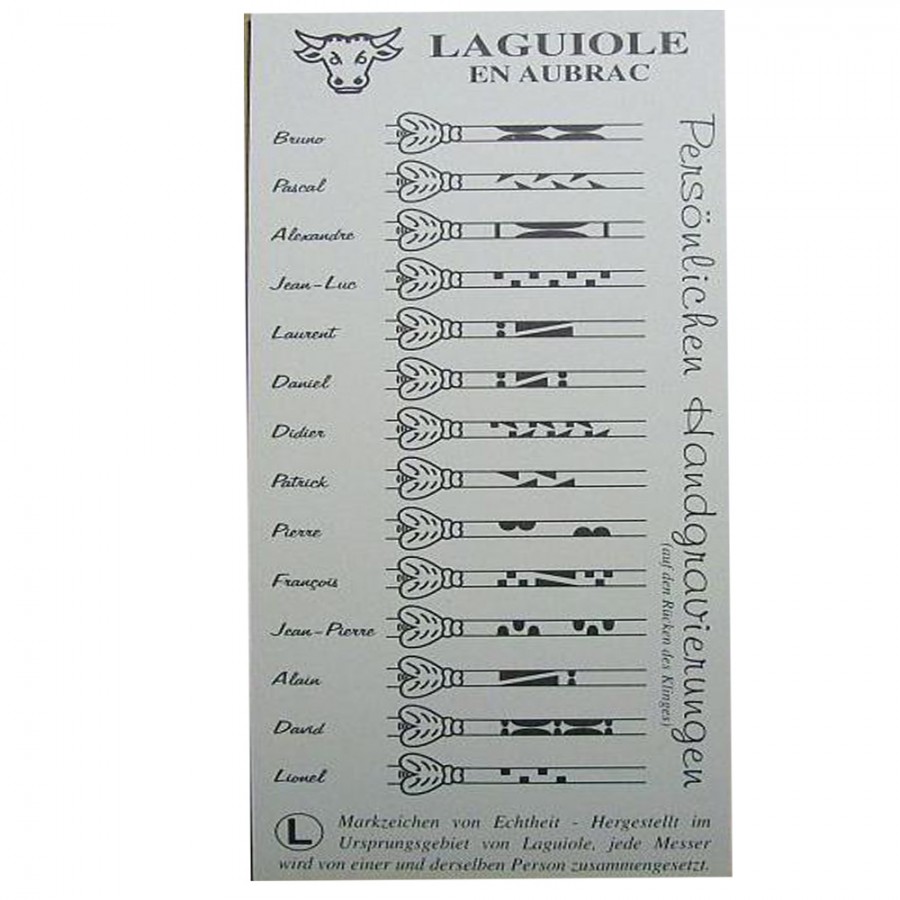 LAGUIOLE
EN AUBRAC
Bruno
Pascal
Alexandre
Jean-Luc
Laurent
Daniel
Didier
Patrick
Pierre
François
Jean-Pierre
Alain
David
Lionel
Persönlichen Handgravierungen
(auf den Rücken des Klinges)
L
Markzeichen von Echtheit - Hergestellt im
Ursprungsgebiet von Laguiole, jede Messer
wird von einer und derselben Person zusammengesetzt.